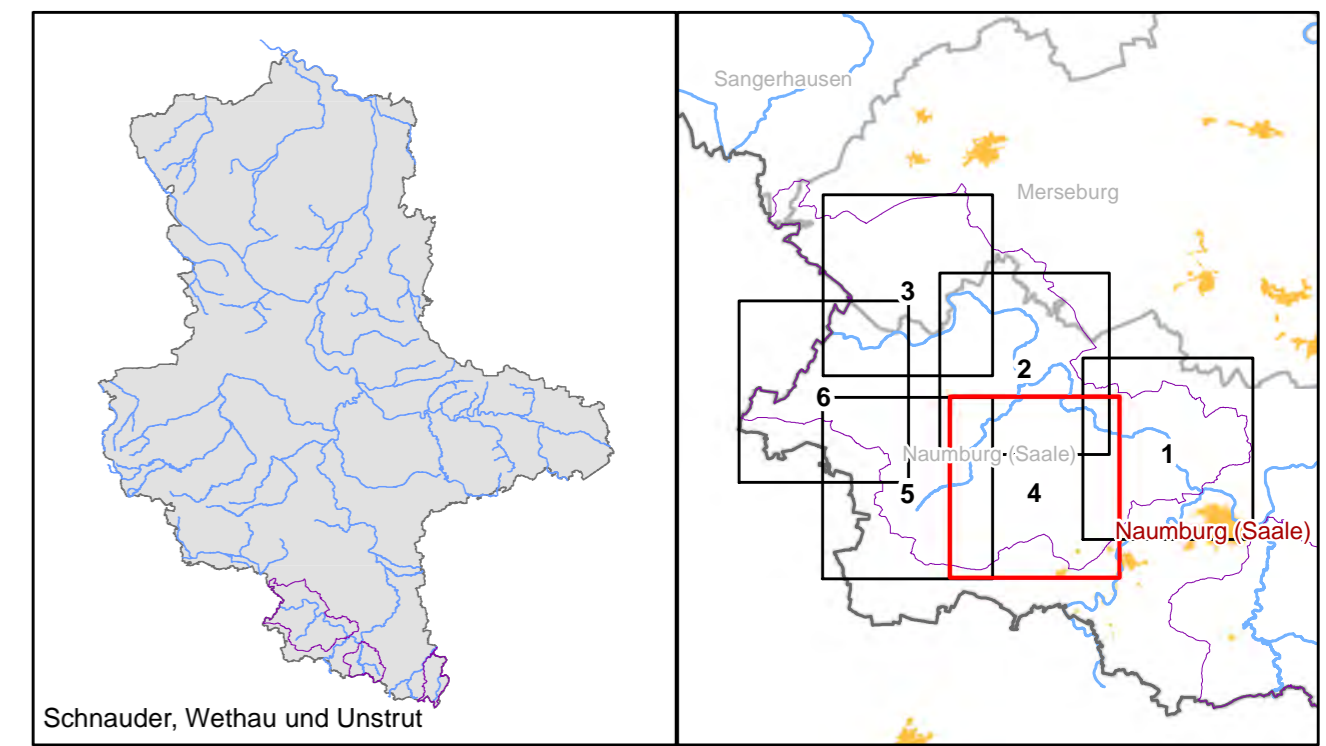 Schnauder, Wethau und Unstrut
Sangerhausen
Merseburg
3
2
6
Naumburg (Saale)
1
5
4
Naumburg (Saale)